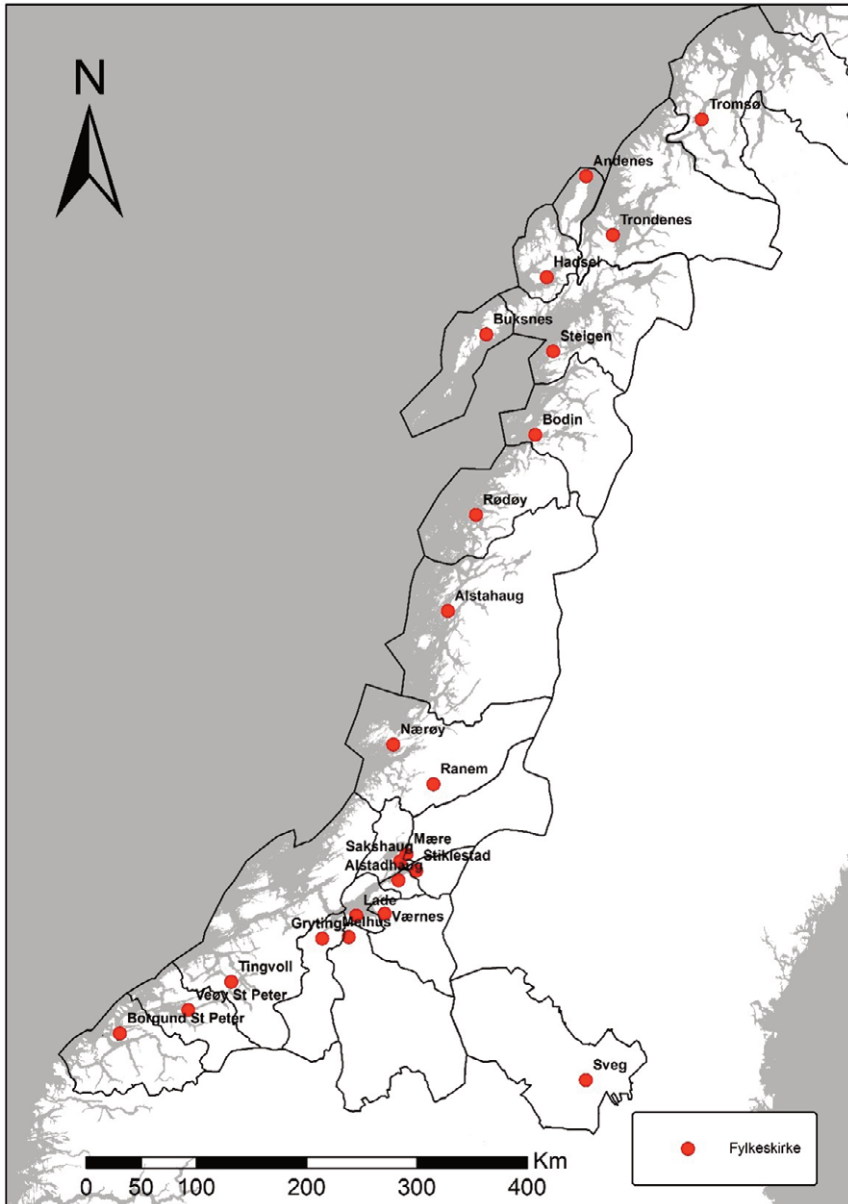 N
Tromsø
Andenes
Trondenes
Hadsel
Buksnes
Steigen
Bodin
Rødøy
Alstahaug
Nærøy
Ranem
Mære
Sakshaug
Stiklestad
Alstadhaug
Lade
Værnes
Gryting
Melhus
Tingvoll
Veøy St Peter
Borgund St Peter
Sveg
Fylkeskirke
Km
0 50 100 200 300 400